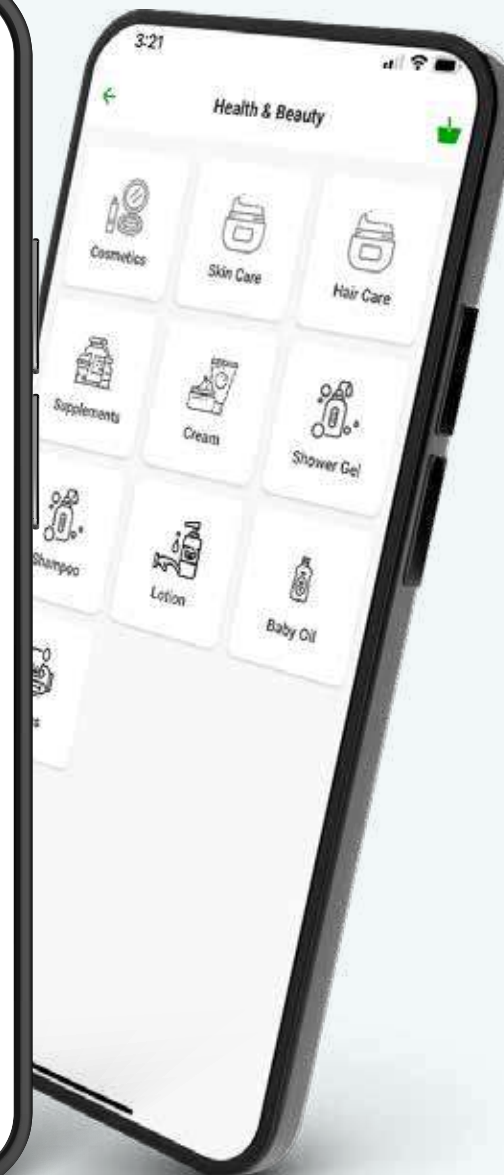 3:21
Health & Beauty
Cosmetics
Skin Care
Hair Care
Supplements
Cream
Shower Gel
Shampoo
Lotion
Baby Oil